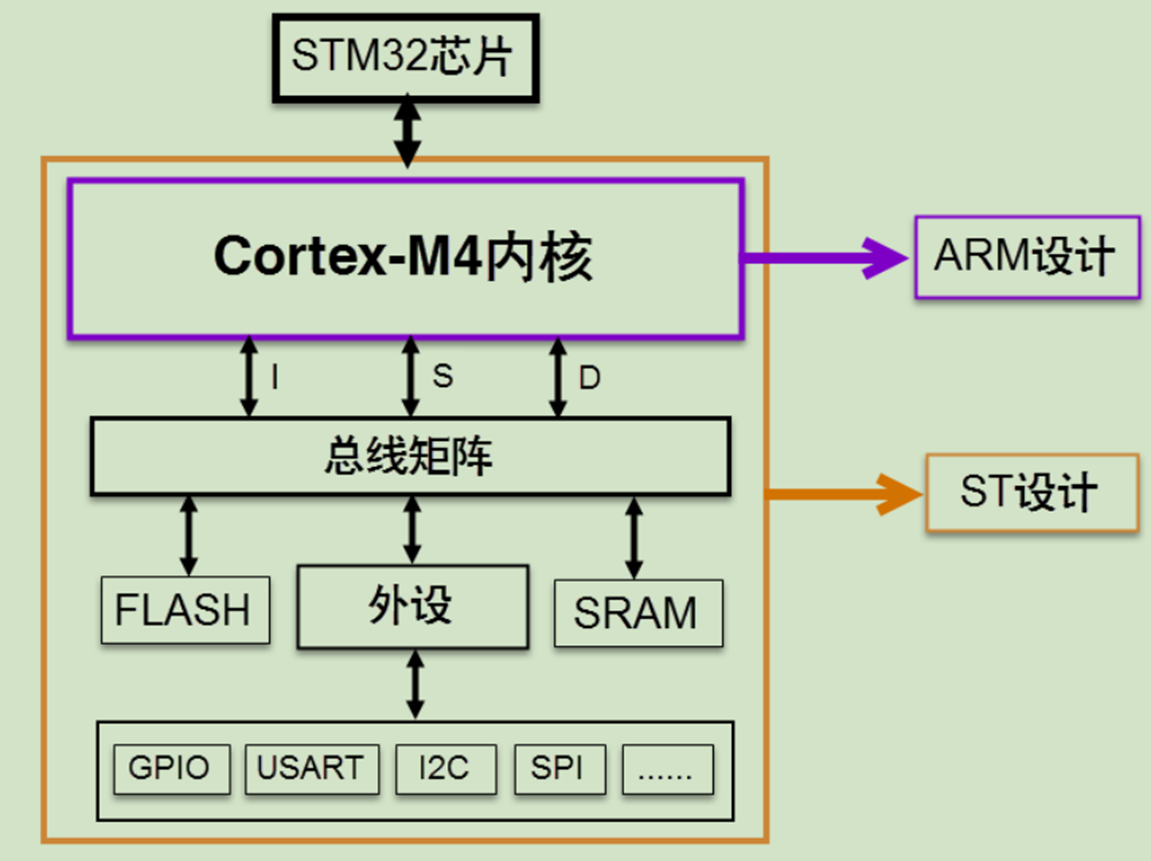 STM32芯片
Cortex-M4内核
ARM设计
I
S
D
总线矩阵
ST设计
FLASH
外设
SRAM
GPIO
USART
I2C
SPI
......